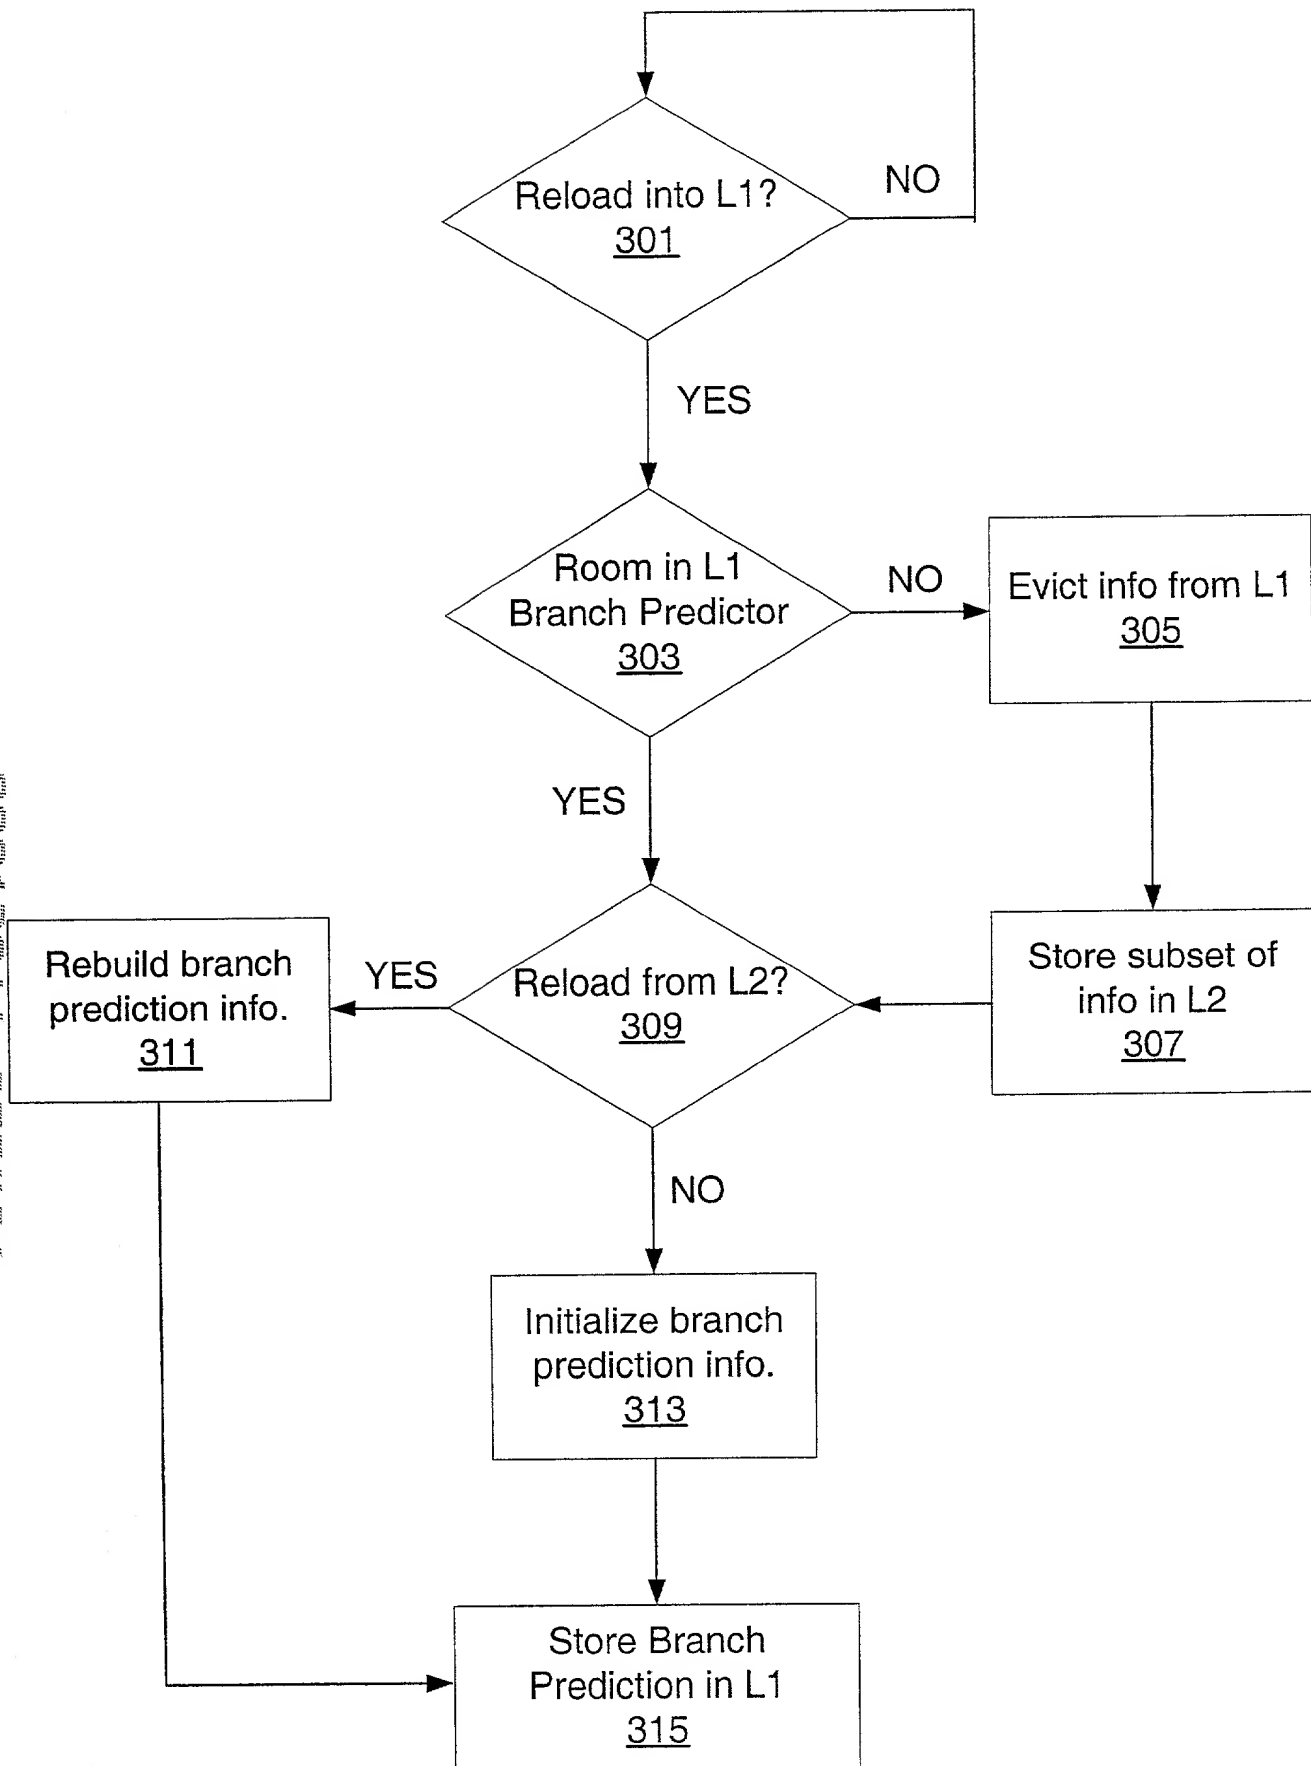 Reload into L1?
301
NO
YES
Room in L1
Branch Predictor
303
NO
Evict info from L1
305
YES
Rebuild branch
prediction info.
311
YES
Reload from L2?
309
Store subset of
info in L2
307
NO
Initialize branch
prediction info.
313
Store Branch
Prediction in L1
315